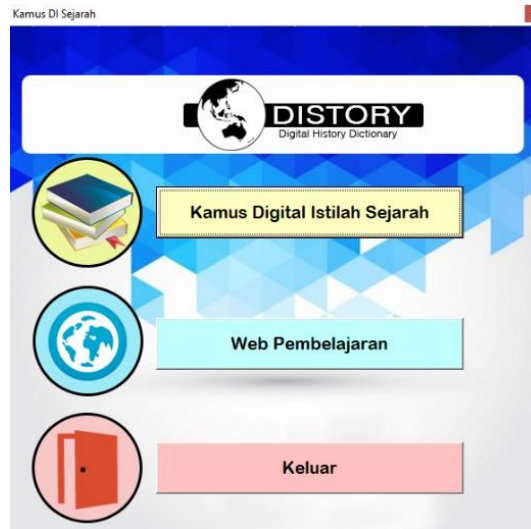 Kamus DI Sejarah
DISTORY
Digital History Dictionary
Kamus Digital Istilah Sejarah
Web Pembelajaran
Keluar